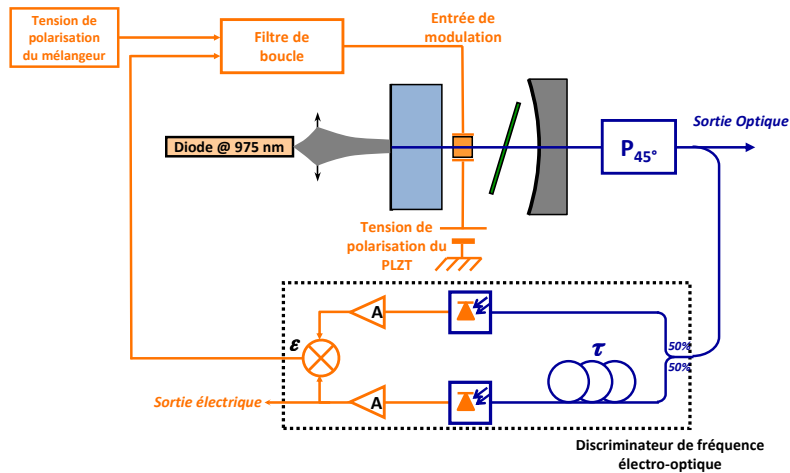 Tension de
polarisation
du mélangeur
Filtre de
boucle
Entrée de
modulation
Diode @ 975 nm
P45°
Sortie Optique
Tension de
polarisation du
PLZT
A
ε
τ
50%
50%
A
Sortie électrique
Discriminateur de fréquence
électro-optique